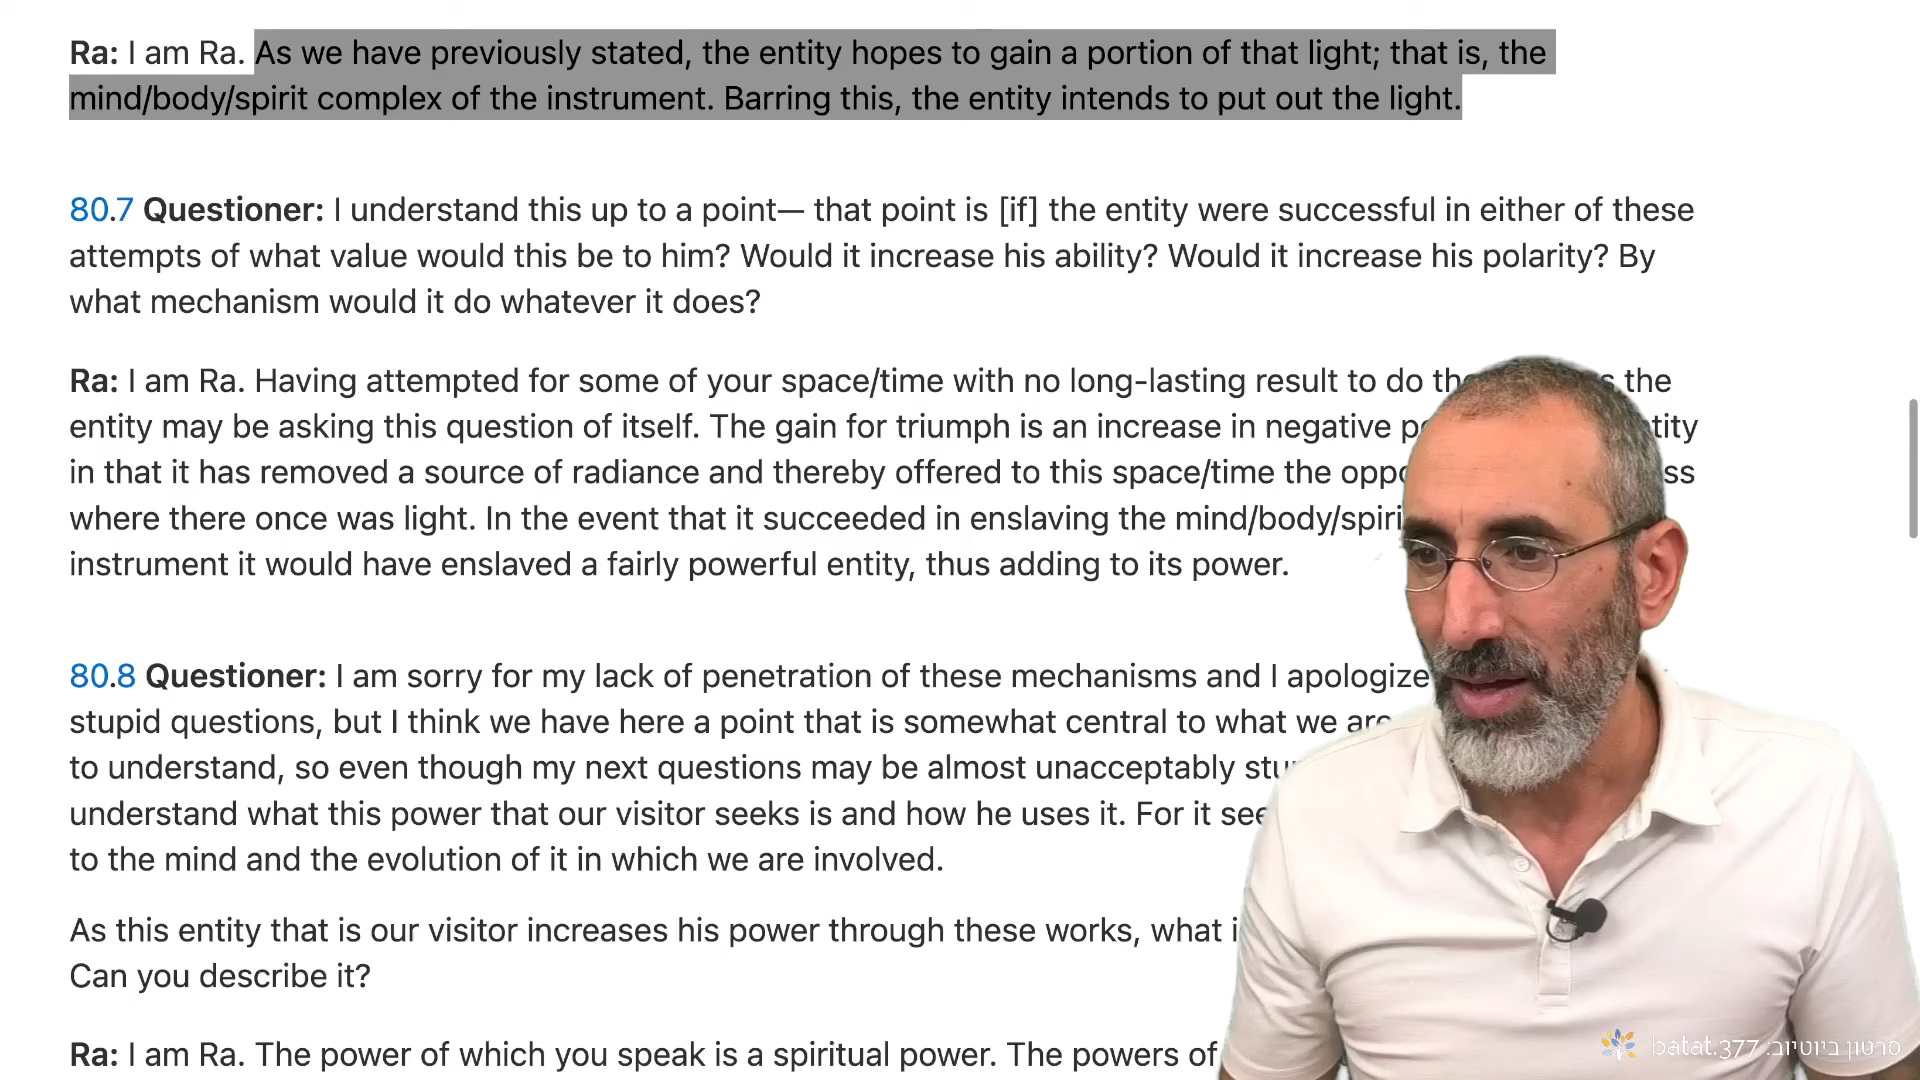 Ra: I am Ra. As we have previously stated, the entity hopes to gain a portion of that light; that is, the
mind/body/spirit complex of the instrument. Barring this, the entity intends to put out the light.
80.7 Questioner: I understand this up to a point— that point is [if] the entity were successful in either of these
attempts of what value would this be to him? Would it increase his ability? Would it increase his polarity? By
what mechanism would it do whatever it does?
Ra: I am Ra. Having attempted for some of your space/time with no long-lasting result to do the
entity may be asking this question of itself. The gain for triumph is an increase in negative
in that it has removed a source of radiance and thereby offered to this space/time the
where there once was light. In the event that it succeeded in enslaving the
instrument it would have enslaved a fairly powerful entity, thus adding to its power.
80.8 Questioner: I am sorry for my lack of penetration of these mechanisms and I apologize
stupid questions, but I think we have here a point that is somewhat central to what we are
to understand, so even though my next questions may be almost unacceptably
understand what this power that our visitor seeks is and how he uses it. For it
to the mind and the evolution of it in which we are involved.
As this entity that is our visitor increases his power through these works, what
Can you describe it?
Ra: I am Ra. The power of which you speak is a spiritual power. The powers of
סרטון ביוטיוב: batat.377